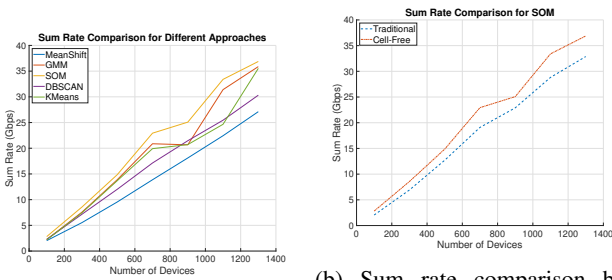 Sum Rate Comparison for Different Approaches
40
35
30
25
20
15
10
5
0
Sum Rate (Gbps)
MeanShift
GMM
SOM
DBSCAN
KMeans
0 200 400 600 800 1000 1200 1400
Number of Devices
Sum Rate Comparison for SOM
40
35
30
25
20
15
10
5
0
Sum Rate (Gbps)
Traditional
Cell-Free
0 200 400 600 800 1000 1200 1400
Number of Devices
(b) Sum rate comparison b